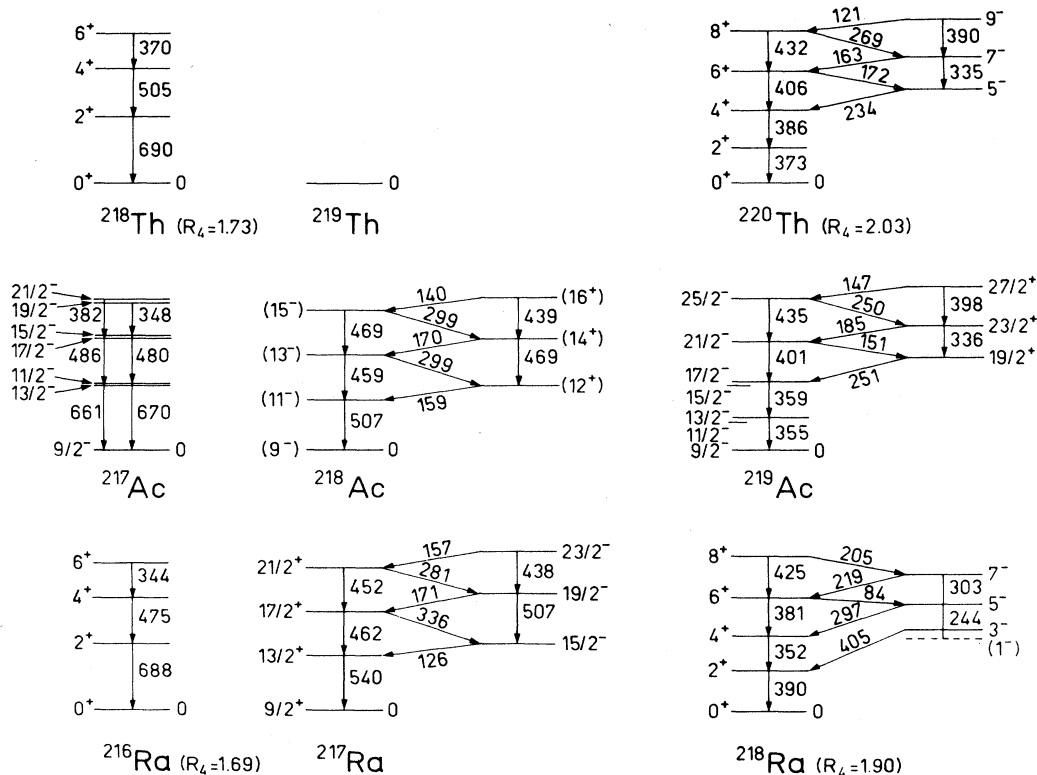 6⁺ 370
4⁺ 505
2⁺ 690
0⁺ 0
²¹⁸Th (R₄=1.73)
0
²¹⁹Th
121 9⁻
8⁺ 269 390
432 163 7⁻
6⁺ 172 335
406 5⁻
4⁺ 234
386
2⁺ 373
0⁺ 0
²²⁰Th (R₄=2.03)
21/2⁻
19/2⁻ 382 348
15/2⁻
17/2⁻ 486 480
11/2⁻
13/2⁻ 661 670
9/2⁻ 0
²¹⁷Ac
140 (16⁺)
(15⁻) 299 439
469 170 (14⁺)
(13⁻) 299 469
459 (12⁺)
(11⁻) 159
507
(9⁻) 0
²¹⁸Ac
147 27/2⁺
25/2⁻ 250 398
435 185 23/2⁺
21/2⁻ 151 336
401 19/2⁺
17/2⁻ 251
15/2⁻ 359
13/2⁻
11/2⁻ 355
9/2⁻ 0
²¹⁹Ac
6⁺ 344
4⁺ 475
2⁺ 688
0⁺ 0
²¹⁶Ra (R₄=1.69)
157 23/2⁻
21/2⁺ 281 438
452 171 19/2⁻
17/2⁺ 336 507
462 15/2⁻
13/2⁺ 126
540
9/2⁺ 0
²¹⁷Ra
8⁺ 205
425 219 7⁻
6⁺ 84 303
381 297 5⁻
244
4⁺ 405 3⁻
352 (1⁻)
2⁺ 390
0⁺ 0
²¹⁸Ra (R₄=1.90)